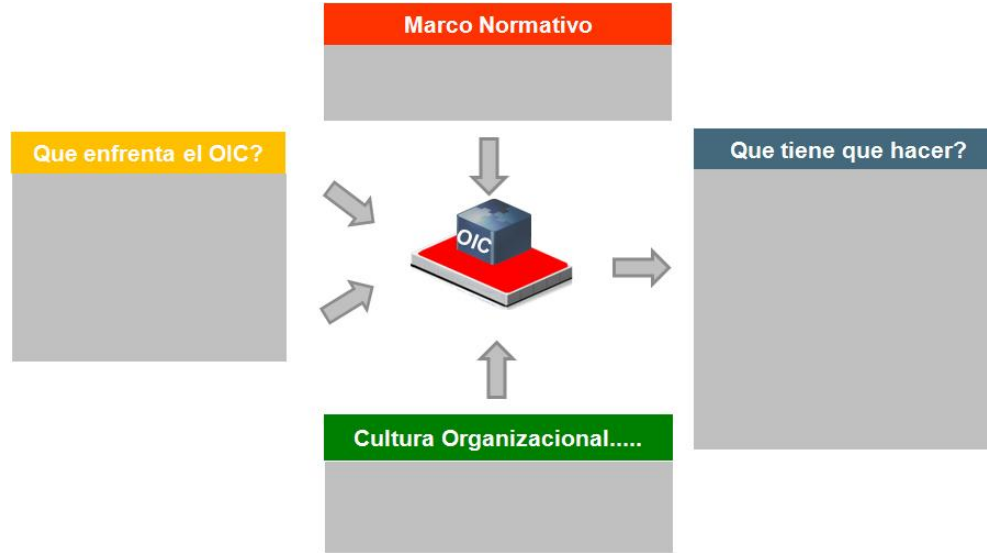 Marco Normativo
Que enfrenta el OIC?
Que tiene que hacer?
OIC
Cultura Organizacional.....